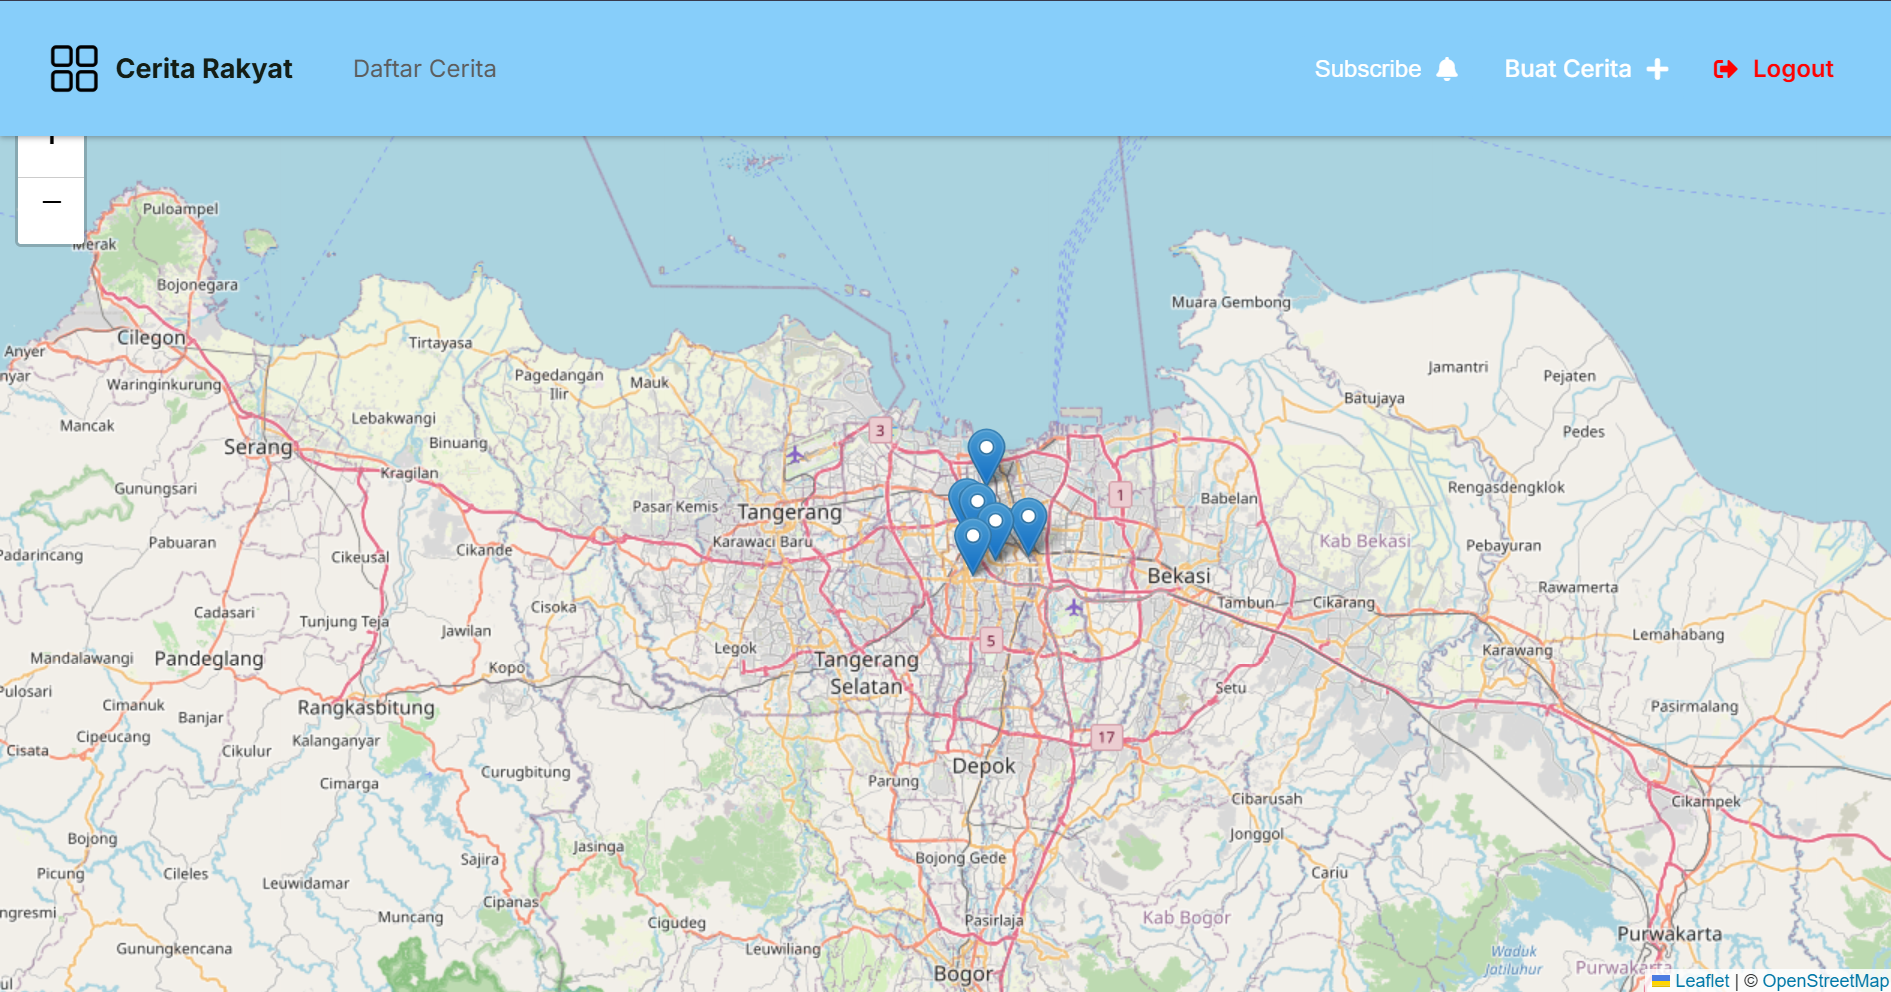 Cerita Rakyat
Daftar Cerita
Subscribe
Buat Cerita
Logout
−
Puloampel
Merak
Bojonegara
Muara Gembong
Cilegon
Tirtayasa
Anyer
nyar
Jamantri
Pejaten
Waringinkurung
Pagedangan
Ilir
Mauk
Batujaya
Mancak
Lebakwangi
3
Pedes
Serang
Binuang
Kragilan
Gunungsari
Pasar Kemis
Tangerang
1
Babelan
Rengasdengklok
Padarincang
Pabuaran
Cikeusal
Cikande
Karawaci Baru
Kab Bekasi
Pebayuran
Bekasi
Rawamerta
Cadasari
Tunjung Teja
Cisoka
Tambun
Cikarang
Jawilan
Lemahabang
Mandalawangi
Pandeglang
Kopo
Legok
5
Karawang
Tangerang
Selatan
Setu
Pulosari
Cimanuk
Banjar
Rangkasbitung
Pasirmalang
Cipeucang
Cisata
Cikulur
Kalanganyar
17
Cimarga
Curugbitung
Parung
Depok
Cibarusah
Cikampek
Bojong
Sajira
Jasinga
Jonggol
Picung
Cileles
Leuwidamar
Bojong Gede
Cariu
ngresmi
Muncang
Cipanas
Cigudeg
Pasirlaja
Kab Bogor
Gunungkencana
Leuwiliang
Purwakarta
Waduk
Jatiluhur
Bogor
Purwakarta
ul
Leaflet | © OpenStreetMap